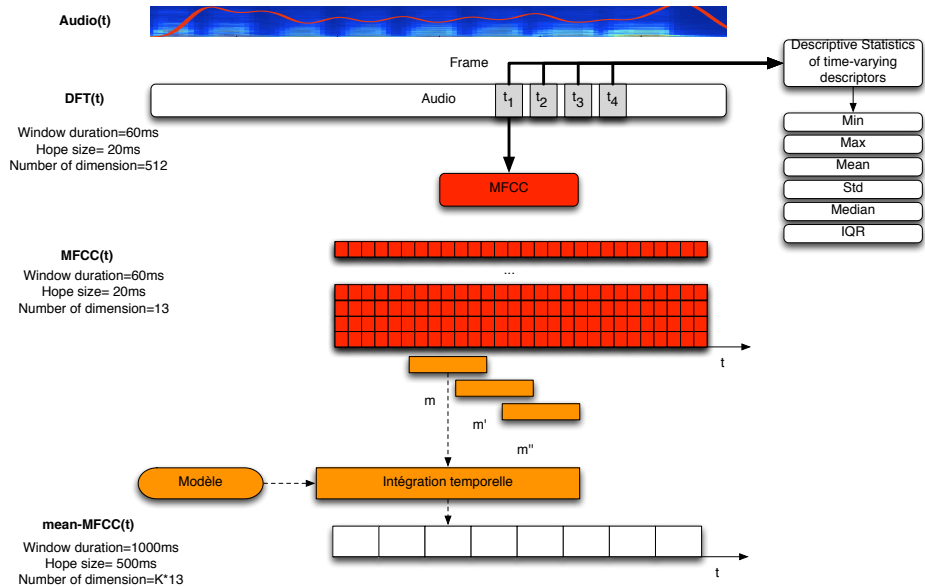 Audio(t)
Frame
Descriptive Statistics
of time-varying
descriptors
DFT(t)
Audio
t1
t2
t3
t4
Window duration=60ms
Hope size= 20ms
Number of dimension=512
Min
Max
Mean
Std
Median
IQR
MFCC
MFCC(t)
Window duration=60ms
Hope size= 20ms
Number of dimension=13
...
t
m
m'
m"
Modèle
Intégration temporelle
mean-MFCC(t)
Window duration=1000ms
Hope size= 500ms
Number of dimension=K*13
t